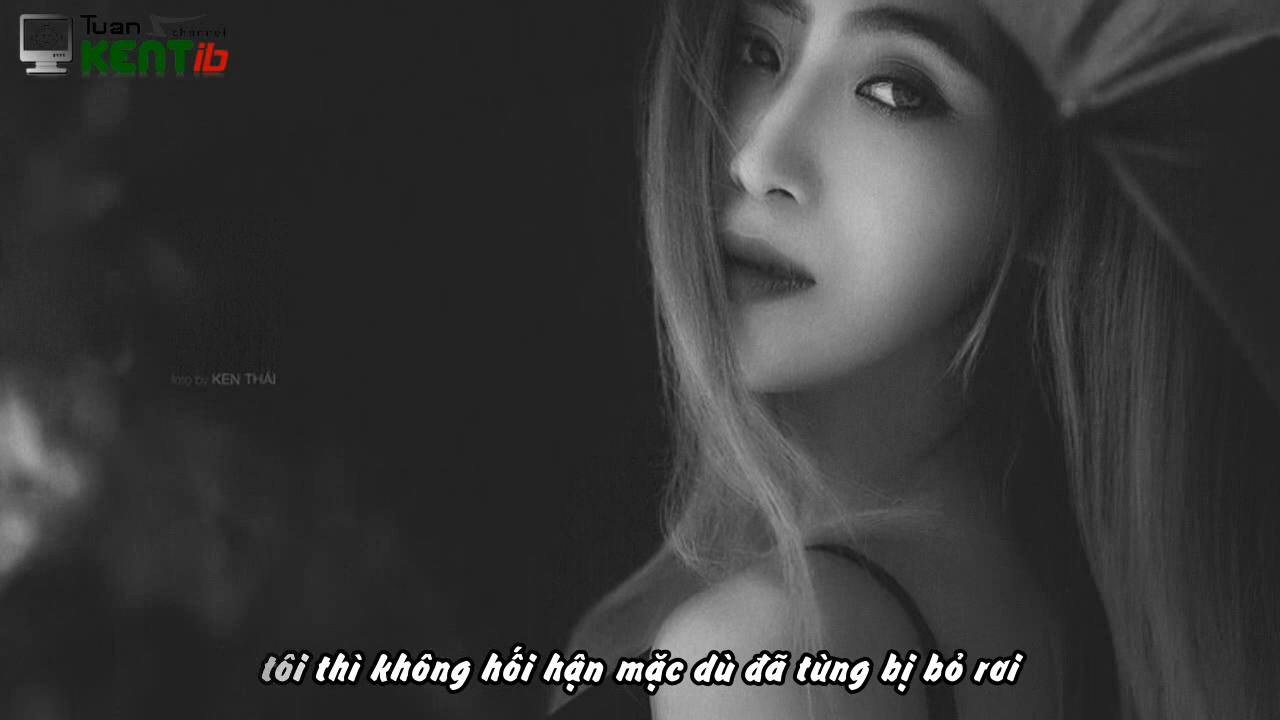 Tuan
channel
KENTib
foto by KEN THÁI
tôi thì không hối hận mặc dù đã từng bị bỏ rơi